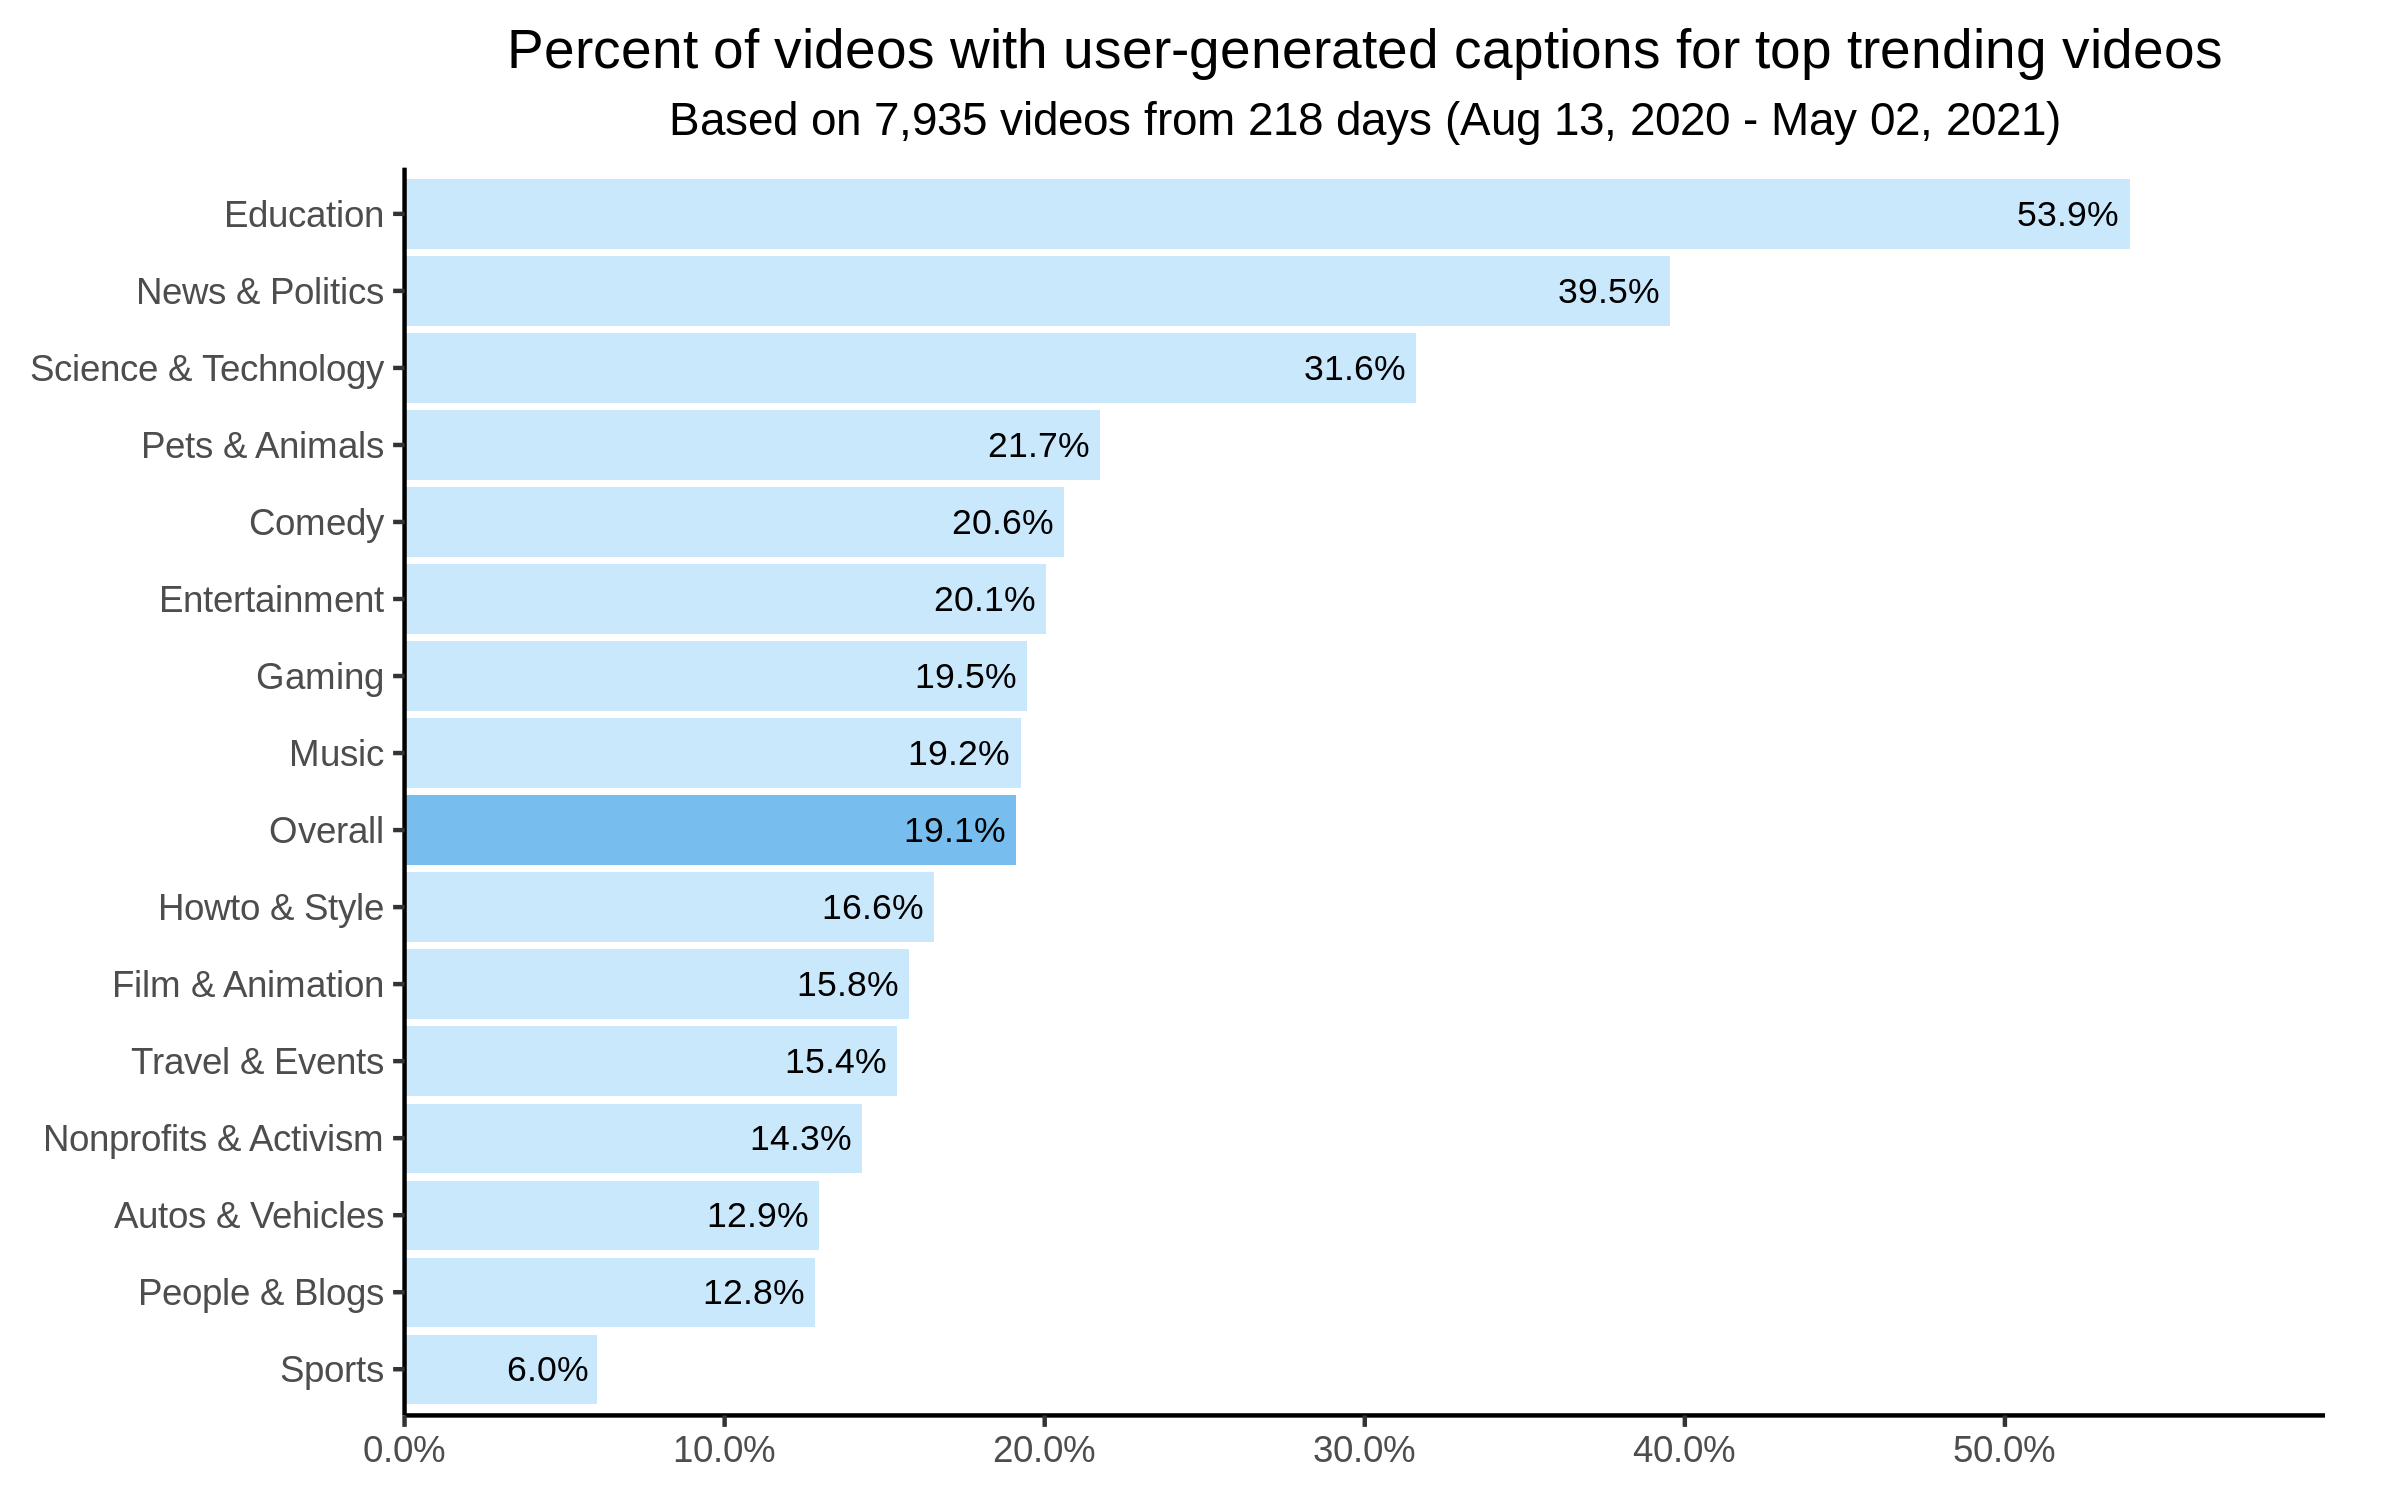 Percent of videos with user-generated captions for top trending videos
Based on 7,935 videos from 218 days (Aug 13, 2020 - May 02, 2021)
Education 53.9%
News & Politics 39.5%
Science & Technology 31.6%
Pets & Animals 21.7%
Comedy 20.6%
Entertainment 20.1%
Gaming 19.5%
Music 19.2%
Overall 19.1%
Howto & Style 16.6%
Film & Animation 15.8%
Travel & Events 15.4%
Nonprofits & Activism 14.3%
Autos & Vehicles 12.9%
People & Blogs 12.8%
Sports 6.0%
0.0% 10.0% 20.0% 30.0% 40.0% 50.0%